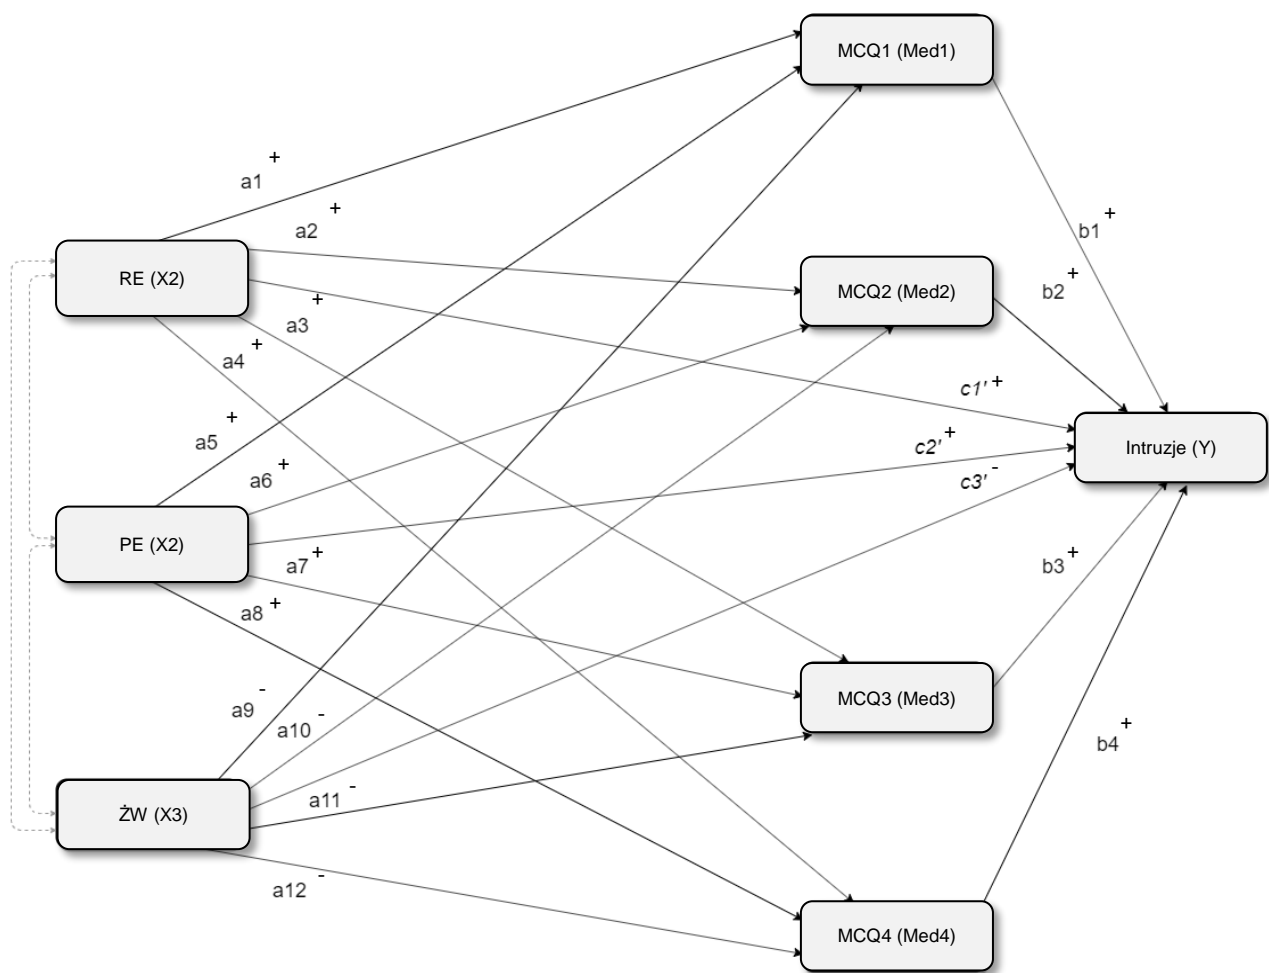 MCQ1 (Med1)
a1 +
a2 +
b1 +
RE (X2)
MCQ2 (Med2)
b2 +
a3 +
a4 +
c1' +
a5 +
c2' +
Intruzje (Y)
a6 +
c3' -
PE (X2)
a7 +
b3 +
a8 +
MCQ3 (Med3)
a9 -
a10 -
b4 +
a11 -
ŻW (X3)
a12 -
MCQ4 (Med4)